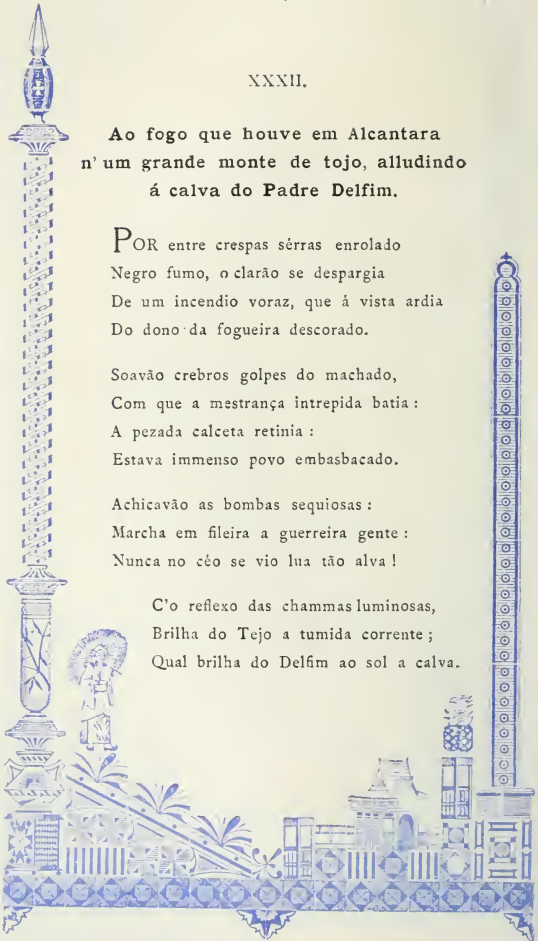 XXXII.
Ao fogo que houve em Alcantara
n' um grande monte de tojo, alludindo
á calva do Padre Delfim.
POR entre crespas sérras enrolado
Negro fumo, o clarão se despargia
De um incendio voraz, que á vista ardia
Do dono da fogueira descorado.
Soavão crebros golpes do machado,
Com que a mestrança intrepida batia :
A pezada calceta retinia :
Estava immenso povo embasbacado.
Achicavão as bombas sequiosas :
Marcha em fileira a guerreira gente :
Nunca no céo se vio lua tão alva !
C'o reflexo das chammas luminosas,
Brilha do Tejo a tumida corrente ;
Qual brilha do Delfim ao sol a calva.